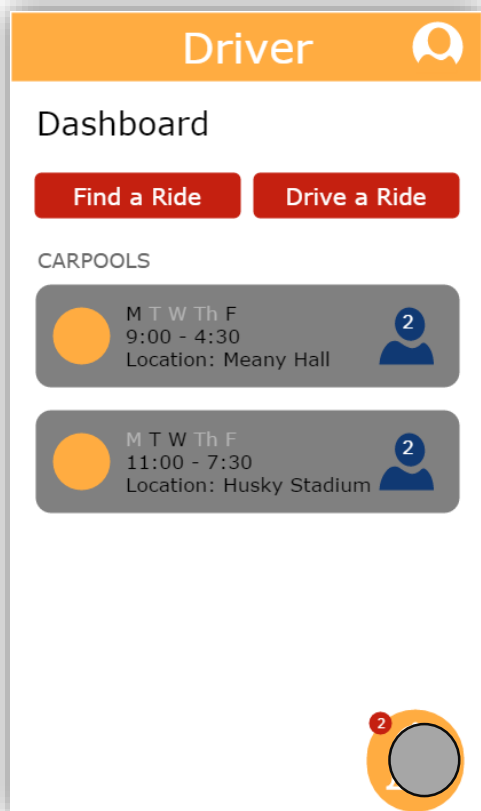 Driver
Dashboard
Find a Ride
Drive a Ride
CARPOOLS
M T W Th F
9:00 - 4:30
Location: Meany Hall
2
M T W Th F
11:00 - 7:30
Location: Husky Stadium
2
2